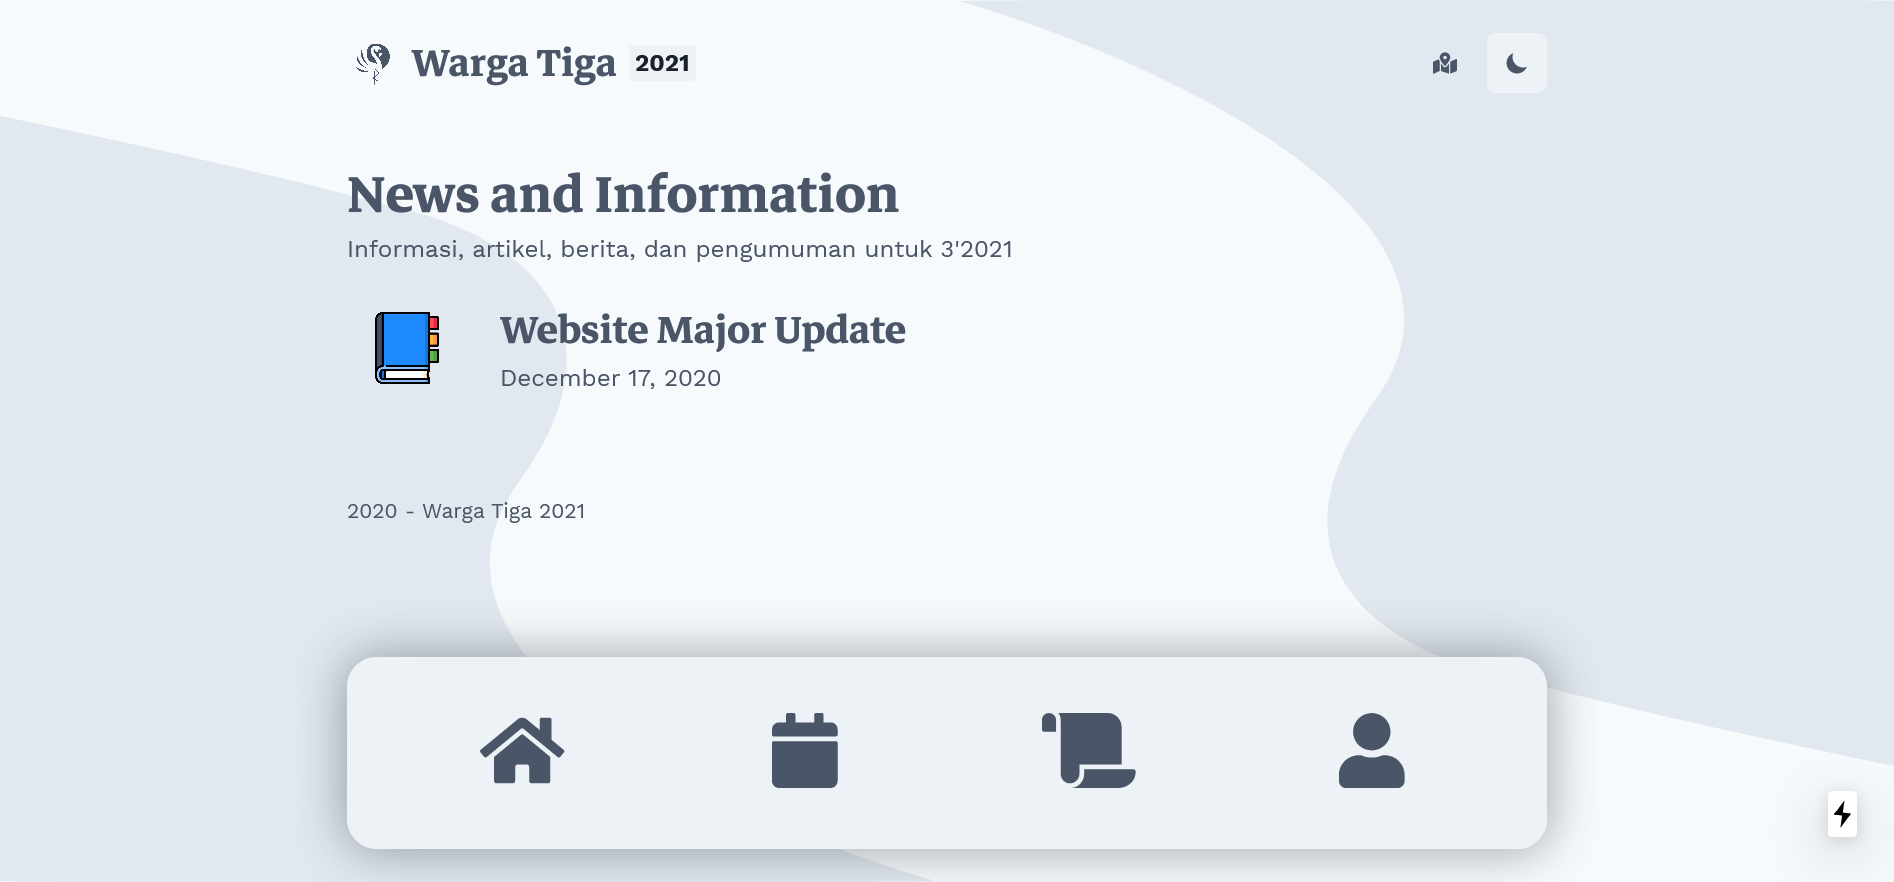 Warga Tiga 2021
News and Information
Informasi, artikel, berita, dan pengumuman untuk 3'2021
Website Major Update
December 17, 2020
2020 - Warga Tiga 2021